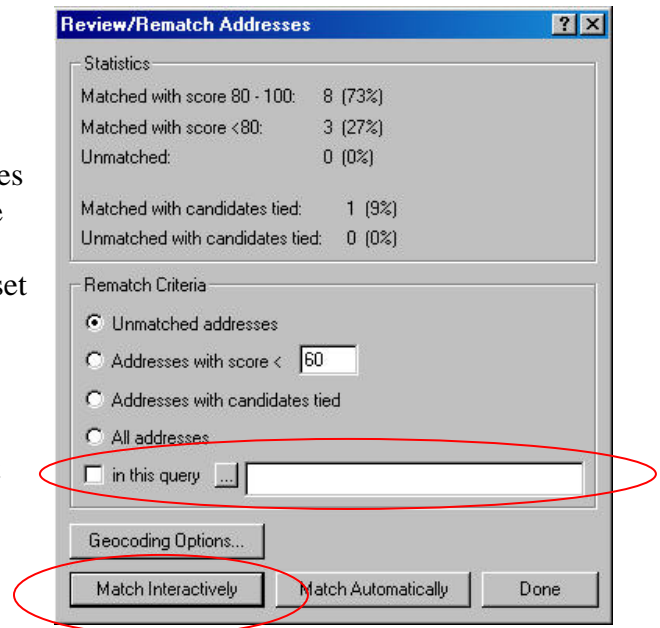 Review/Rematch Addresses
Statistics
Matched with score 80 - 100: 8 (73%)
Matched with score <80: 3 (27%)
Unmatched: 0 (0%)
Matched with candidates tied: 1 (9%)
Unmatched with candidates tied: 0 (0%)
Rematch Criteria
Unmatched addresses
Addresses with score < 60
Addresses with candidates tied
All addresses
in this query ...
Geocoding Options...
Match Interactively Match Automatically Done
es
e
set